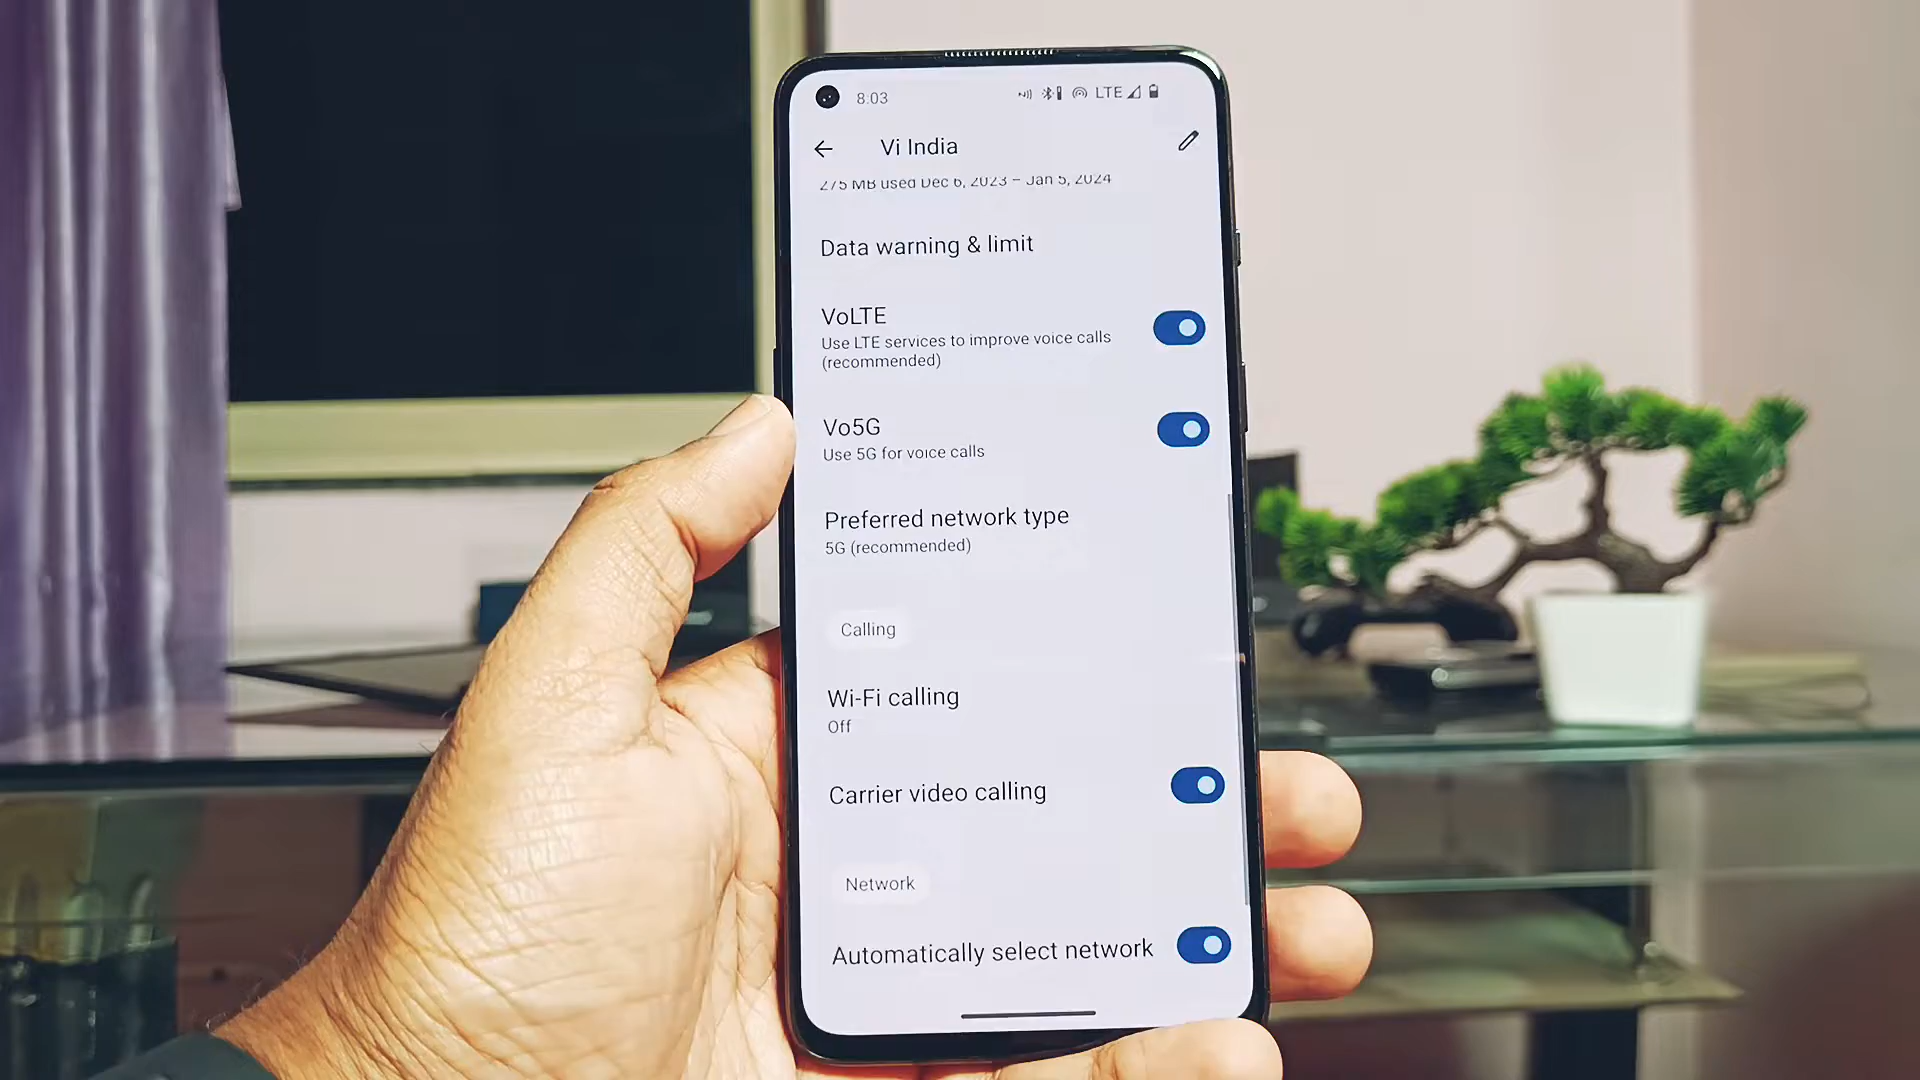 8:03
LTE
Vi India
275 MB used Dec 6, 2023 – Jan 5, 2024
Data warning & limit
VoLTE
Use LTE services to improve voice calls
(recommended)
Vo5G
Use 5G for voice calls
Preferred network type
5G (recommended)
Calling
Wi-Fi calling
Off
Carrier video calling
Network
Automatically select network